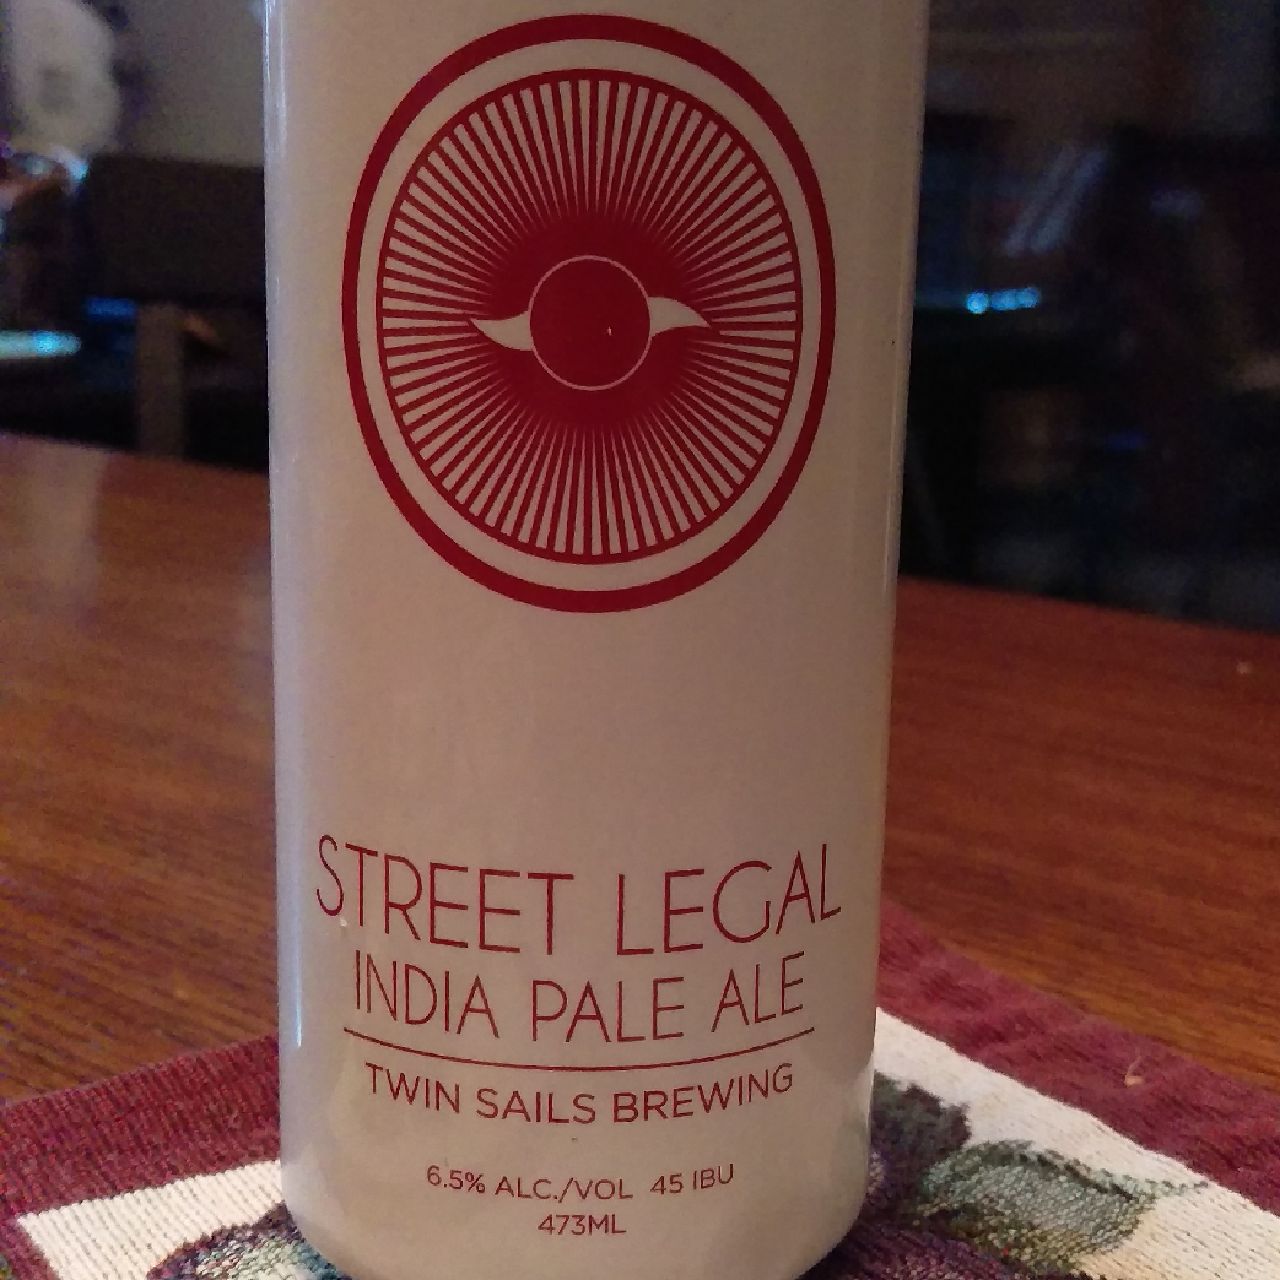 STREET LEGAL
INDIA PALE ALE
TWIN SAILS BREWING
6.5% ALC./VOL 45 IBU
473ML